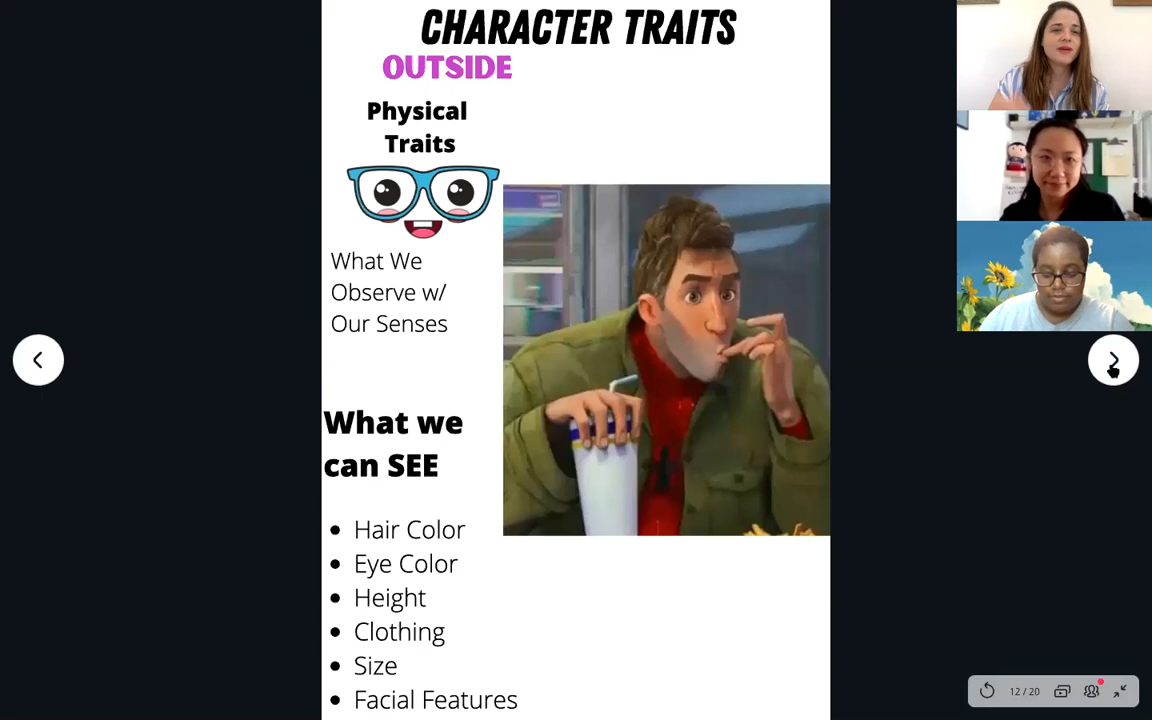 CHARACTER TRAITS
OUTSIDE
Physical
Traits
What We
Observe w/
Our Senses
What we
can SEE
• Hair Color
• Eye Color
• Height
• Clothing
• Size
• Facial Features
12 / 20